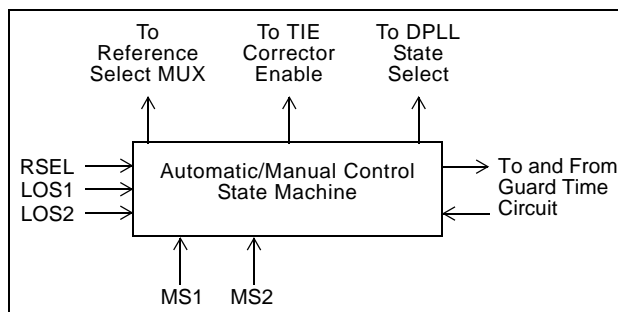 To
Reference
Select MUX
To TIE
Corrector
Enable
To DPLL
State
Select
RSEL
LOS1
LOS2
Automatic/Manual Control
State Machine
To and From
Guard Time
Circuit
MS1
MS2